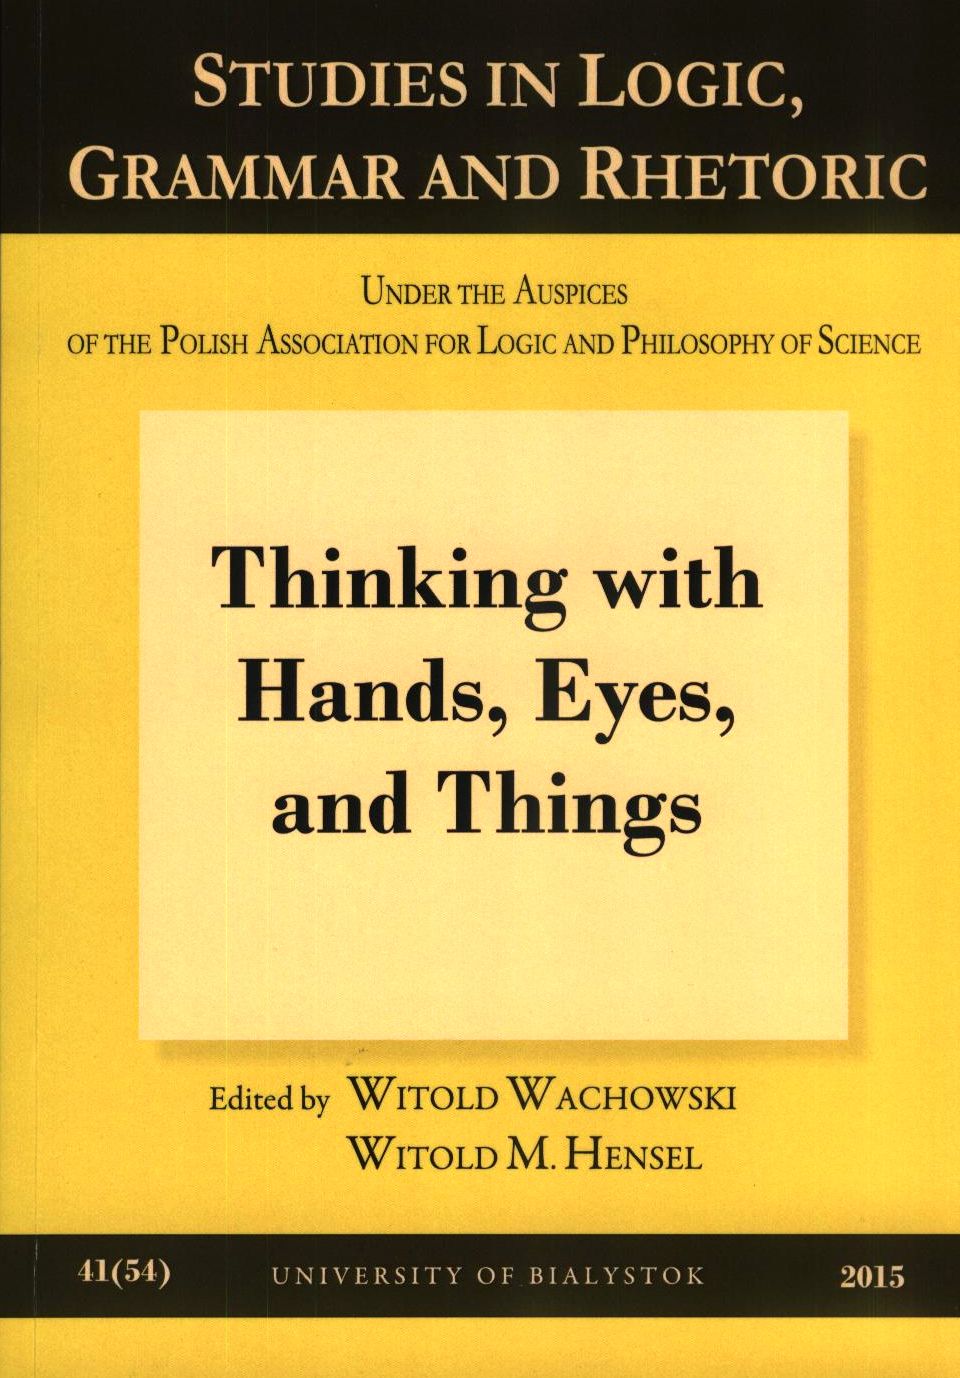 STUDIES IN LOGIC,
GRAMMAR AND RHETORIC
UNDER THE AUSPICES
OF THE POLISH ASSOCIATION FOR LOGIC AND PHILOSOPHY OF SCIENCE
Thinking with
Hands, Eyes,
and Things
Edited by WITOLD WACHOWSKI
WITOLD M. HENSEL
41(54) UNIVERSITY OF BIALYSTOK 2015